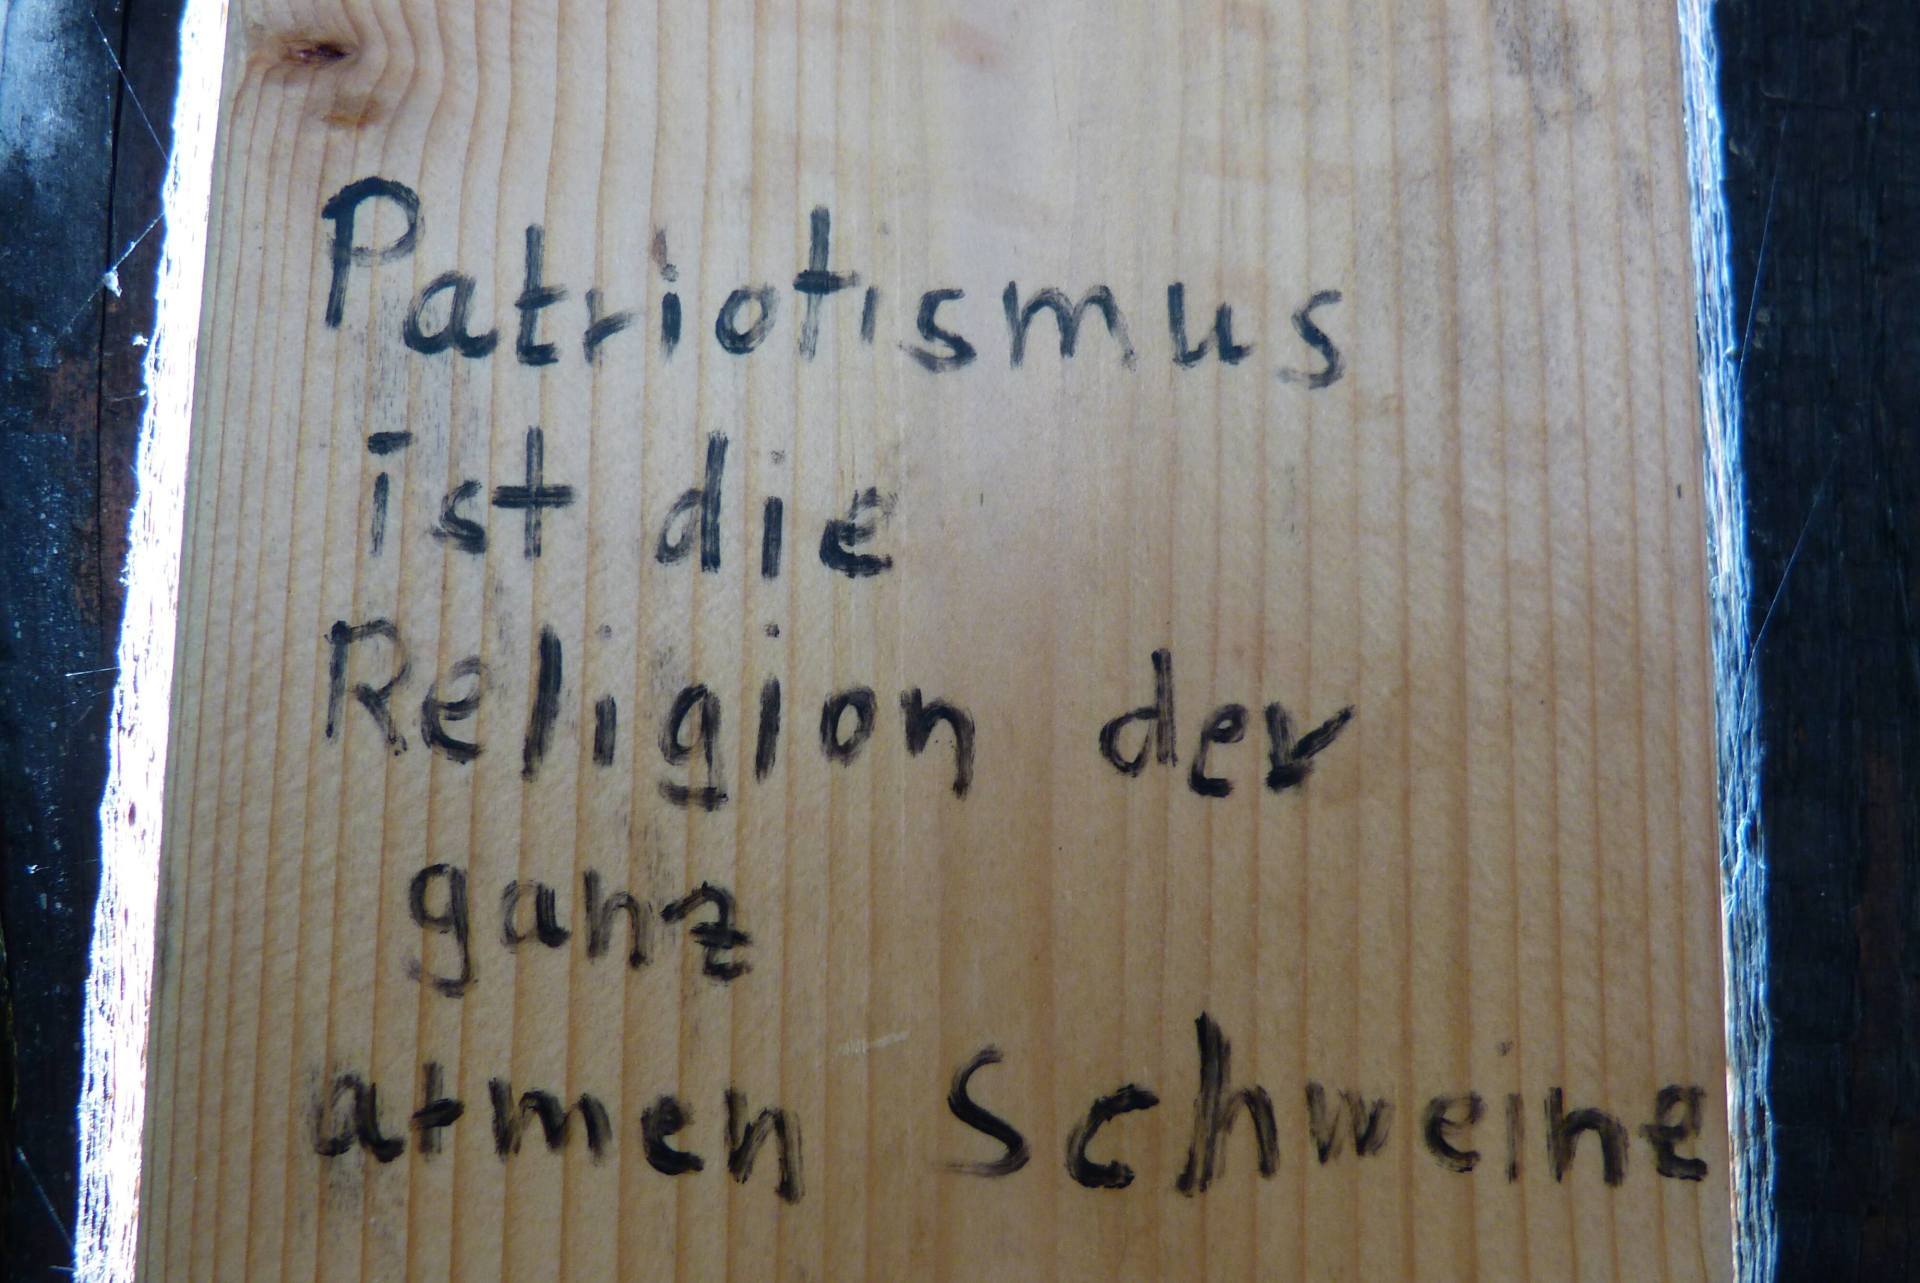 Patriotismus
ist die
Religion der
ganz
atmen Schweine